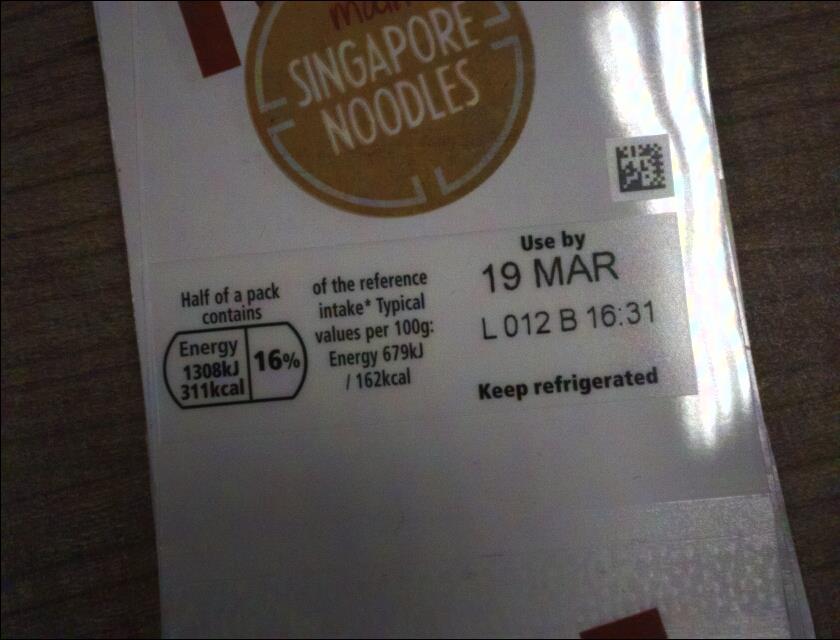 SINGAPORE
NOODLES
Half of a pack
contains
Energy
1308kJ
311kcal
16%
of the reference
intake* Typical
values per 100g:
Energy 679kJ
/ 162kcal
Use by
19 MAR
L 012 B 16:31
Keep refrigerated